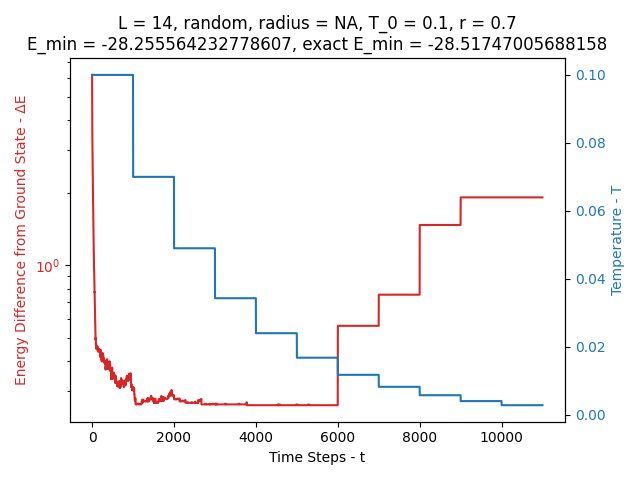 L = 14, random, radius = NA, T_0 = 0.1, r = 0.7
E_min = -28.255564232778607, exact E_min = -28.51747005688158
Energy Difference from Ground State - ΔE
10⁰
0.10
0.08
0.06
0.04
0.02
0.00
Temperature - T
0 2000 4000 6000 8000 10000
Time Steps - t